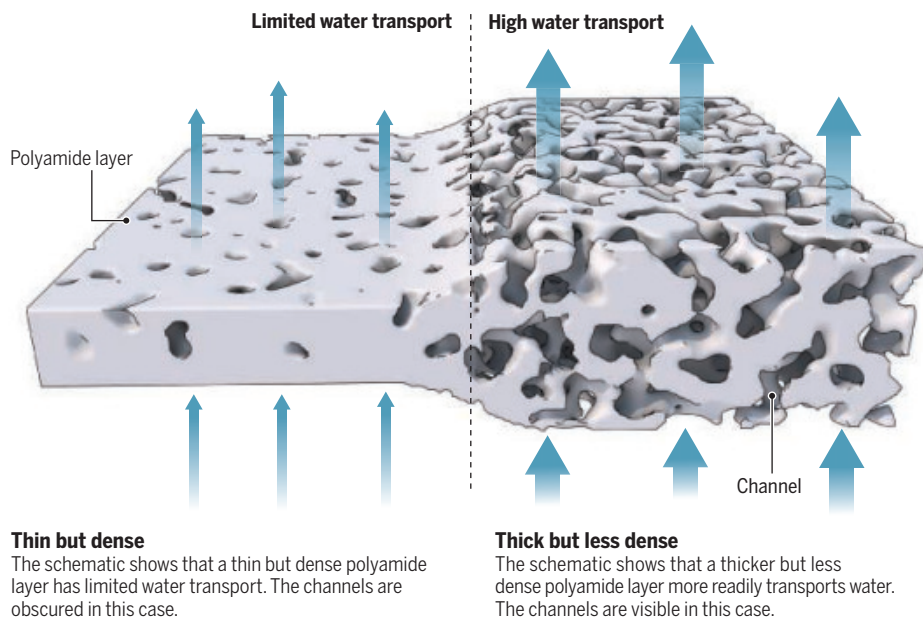 Limited water transport
High water transport
Polyamide layer
Channel
Thin but dense
The schematic shows that a thin but dense polyamide
layer has limited water transport. The channels are
obscured in this case.
Thick but less dense
The schematic shows that a thicker but less
dense polyamide layer more readily transports water.
The channels are visible in this case.